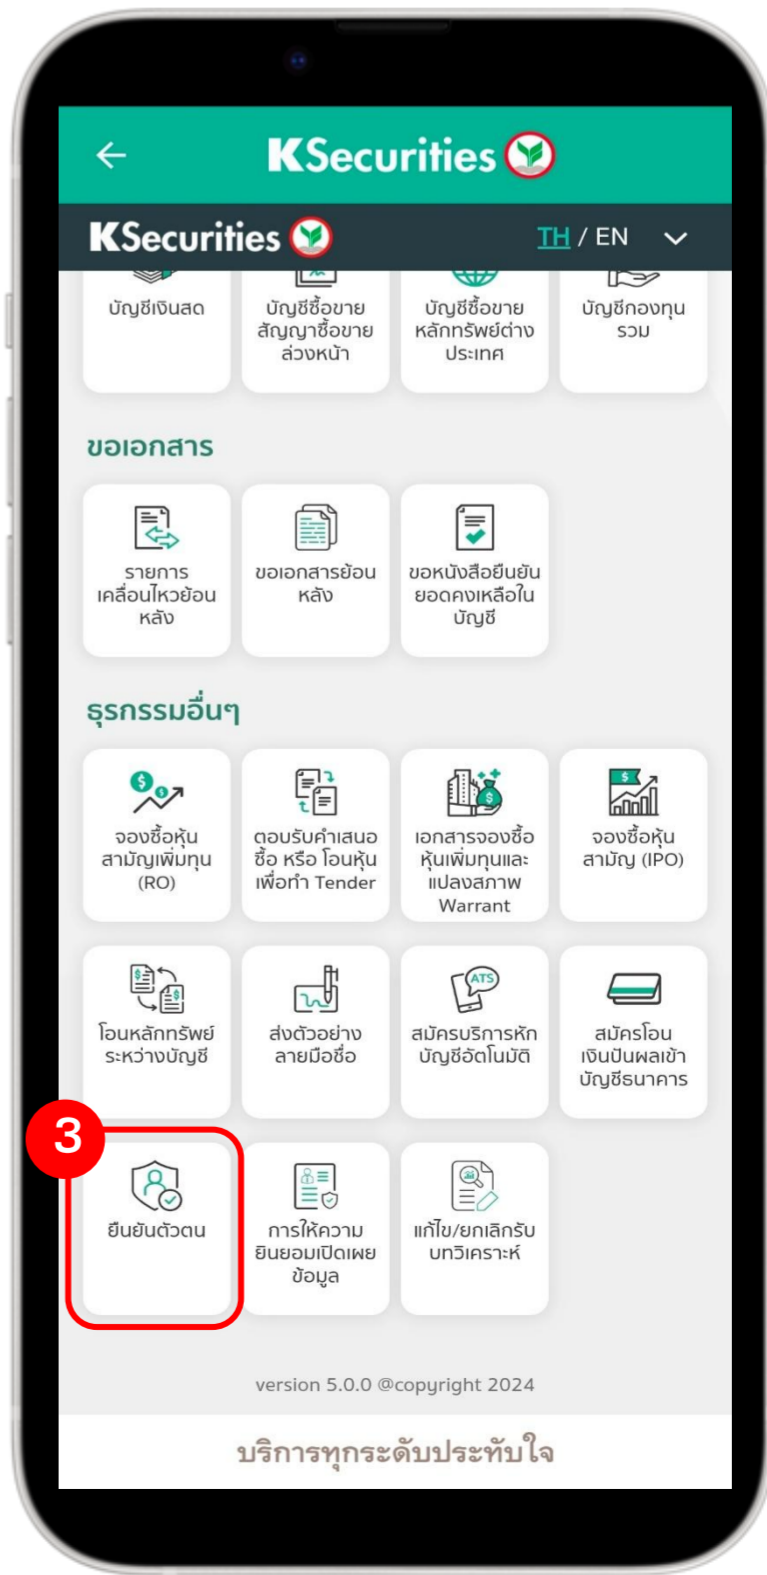 KSecurities
KSecurities
TH / EN
บัญชีเงินสด
บัญชีซื้อขาย
สัญญาซื้อขาย
ล่วงหน้า
บัญชีซื้อขาย
หลักทรัพย์ต่าง
ประเทศ
บัญชีกองทุน
รวม
ขอเอกสาร
รายการ
เคลื่อนไหวย้อน
หลัง
ขอเอกสารย้อน
หลัง
ขอหนังสือยืนยัน
ยอดคงเหลือใน
บัญชี
ธุรกรรมอื่นๆ
จองซื้อหุ้น
สามัญเพิ่มทุน
(RO)
ตอบรับคำเสนอ
ซื้อ หรือ โอนหุ้น
เพื่อทำ Tender
เอกสารจองซื้อ
หุ้นเพิ่มทุนและ
แปลงสภาพ
Warrant
จองซื้อหุ้น
สามัญ (IPO)
โอนหลักทรัพย์
ระหว่างบัญชี
ส่งตัวอย่าง
ลายมือชื่อ
ATS
สมัครบริการหัก
บัญชีอัตโนมัติ
สมัครโอน
เงินปันผลเข้า
บัญชีธนาคาร
3
ยืนยันตัวตน
การให้ความ
ยินยอมเปิดเผย
ข้อมูล
แก้ไข/ยกเลิกรับ
บทวิเคราะห์
version 5.0.0 @copyright 2024
บริการทุกระดับประทับใจ